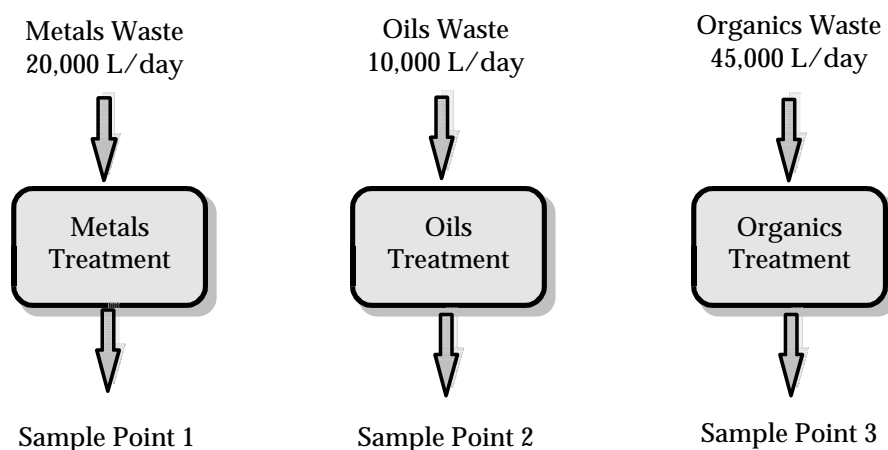 Metals Waste
20,000 L/day
Oils Waste
10,000 L/day
Organics Waste
45,000 L/day
Metals
Treatment
Oils
Treatment
Organics
Treatment
Sample Point 1
Sample Point 2
Sample Point 3